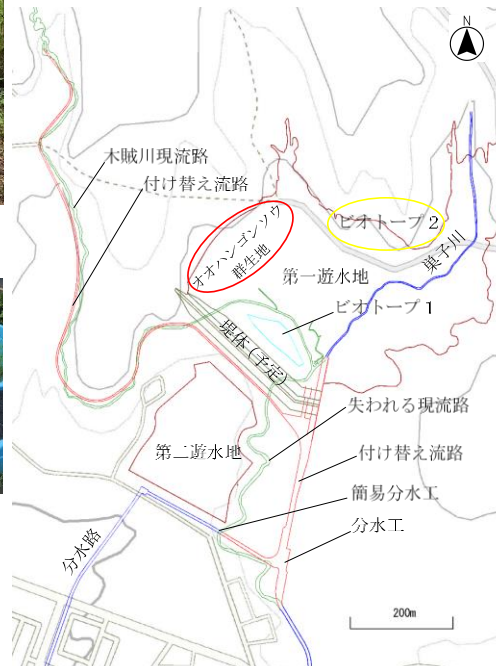 N
木賊川現流路
付け替え流路
オオハンゴンソウ
群生地
ビオトープ 2
巣子川
第一遊水地
ビオトープ 1
堤体(予定)
失われる現流路
第二遊水地
付け替え流路
簡易分水工
分水工
分水路
200m